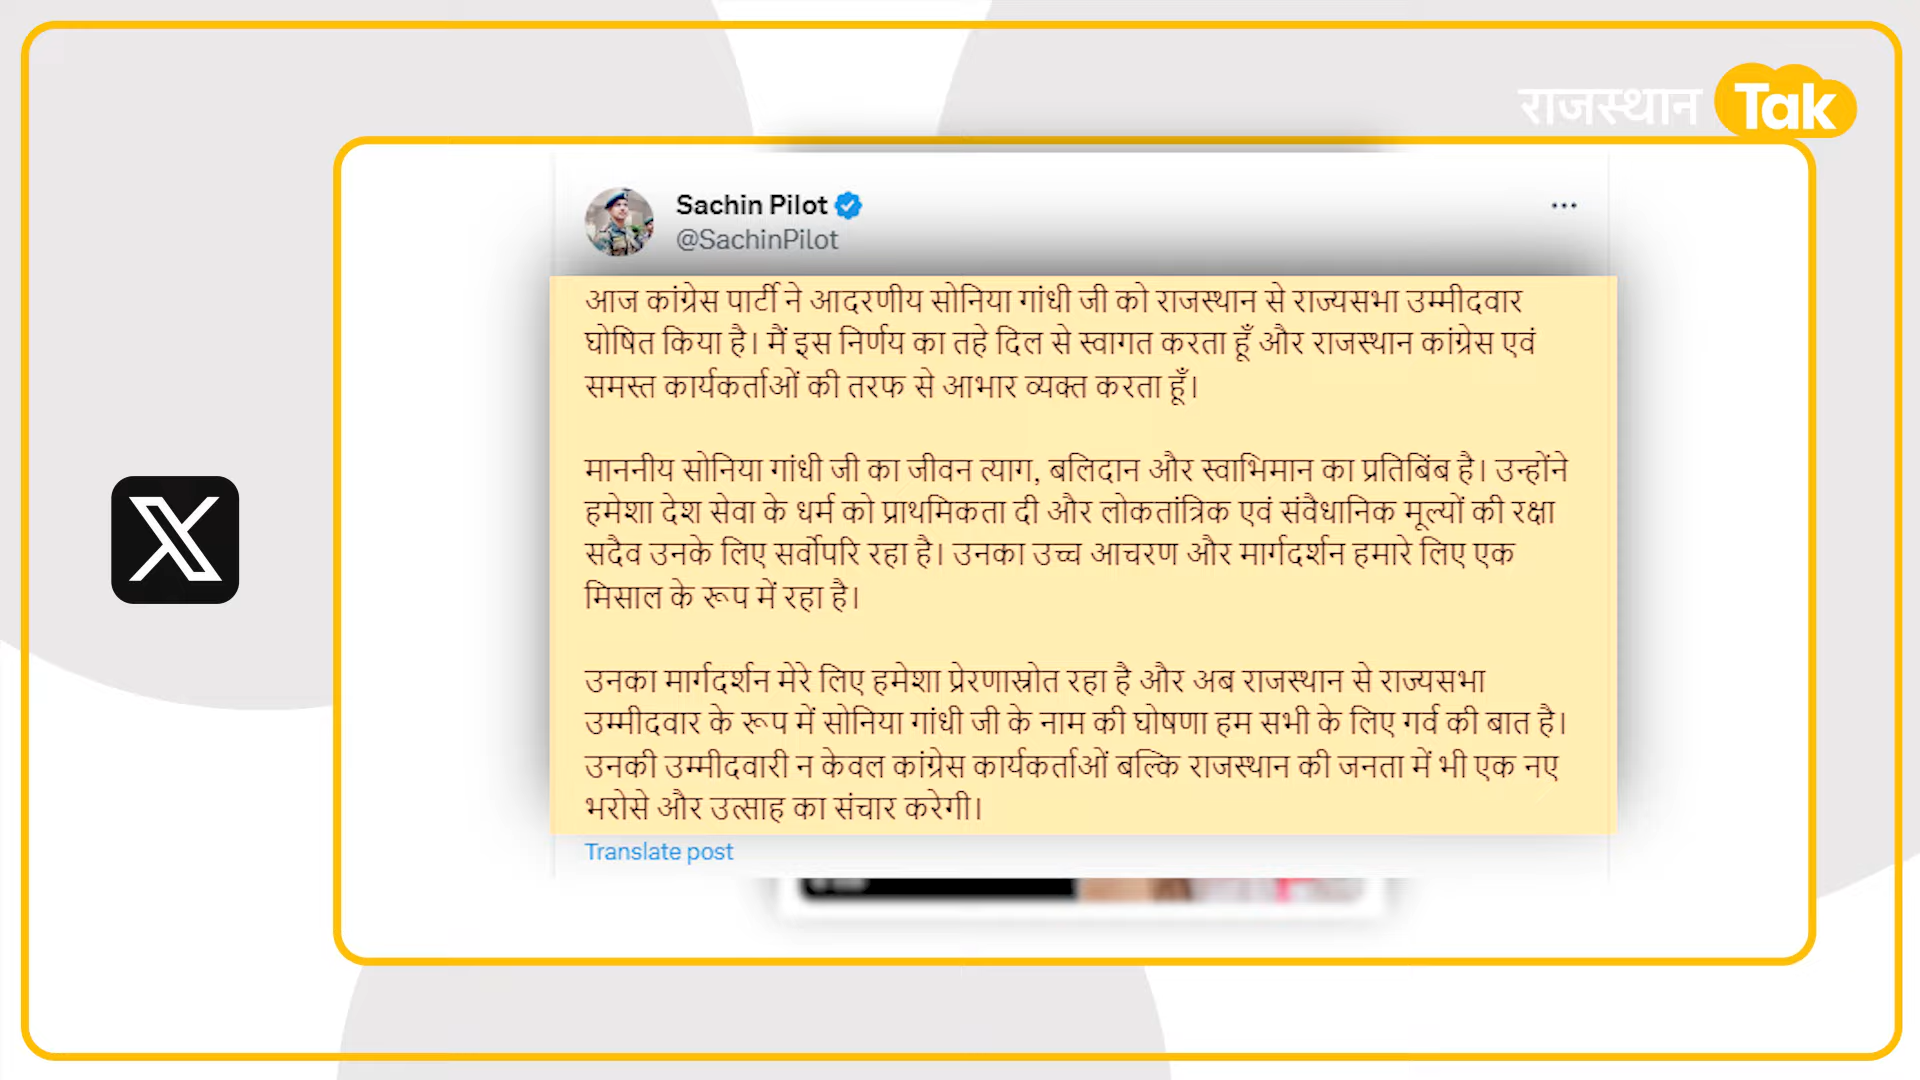 राजस्थान Tak
Sachin Pilot
@SachinPilot
आज कांग्रेस पार्टी ने आदरणीय सोनिया गांधी जी को राजस्थान से राज्यसभा उम्मीदवार
घोषित किया है। मैं इस निर्णय का तहे दिल से स्वागत करता हूँ और राजस्थान कांग्रेस एवं
समस्त कार्यकर्ताओं की तरफ से आभार व्यक्त करता हूँ।
माननीय सोनिया गांधी जी का जीवन त्याग, बलिदान और स्वाभिमान का प्रतिबिंब है। उन्होंने
हमेशा देश सेवा के धर्म को प्राथमिकता दी और लोकतांत्रिक एवं संवैधानिक मूल्यों की रक्षा
सदैव उनके लिए सर्वोपरि रहा है। उनका उच्च आचरण और मार्गदर्शन हमारे लिए एक
मिसाल के रूप में रहा है।
उनका मार्गदर्शन मेरे लिए हमेशा प्रेरणास्रोत रहा है और अब राजस्थान से राज्यसभा
उम्मीदवार के रूप में सोनिया गांधी जी के नाम की घोषणा हम सभी के लिए गर्व की बात है।
उनकी उम्मीदवारी न केवल कांग्रेस कार्यकर्ताओं बल्कि राजस्थान की जनता में भी एक नए
भरोसे और उत्साह का संचार करेगी।
Translate post